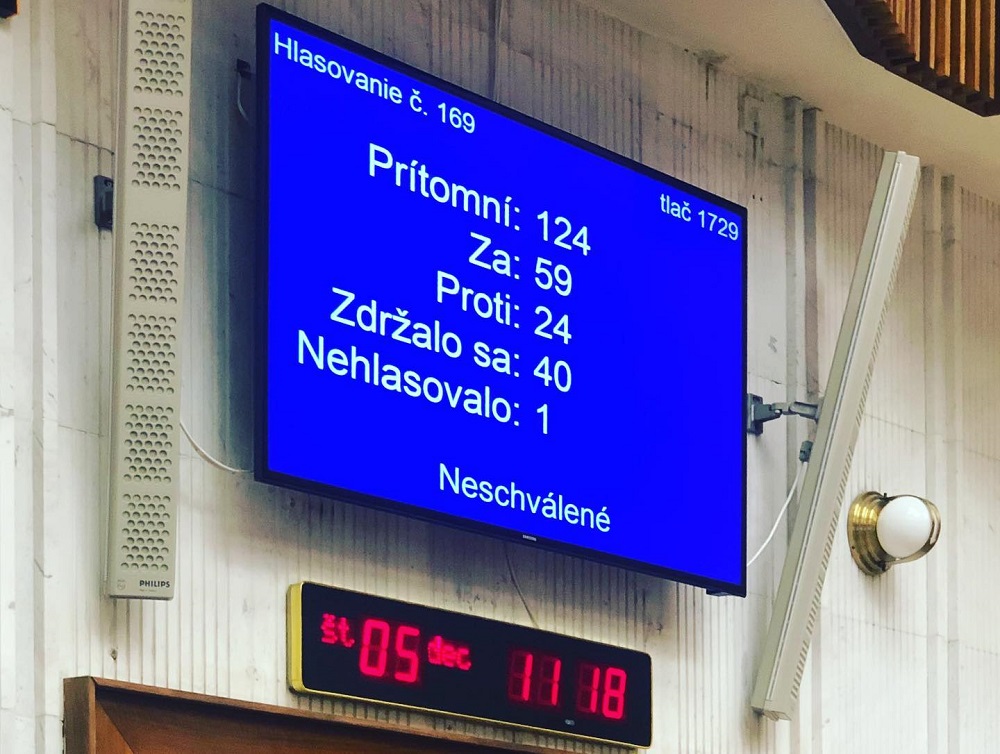 Hlasovanie č. 169
tlač 1729
Prítomní: 124
Za: 59
Proti: 24
Zdržalo sa: 40
Nehlasovalo: 1
Neschválené
SAMSUNG
PHILIPS
št 05 dec 11 18